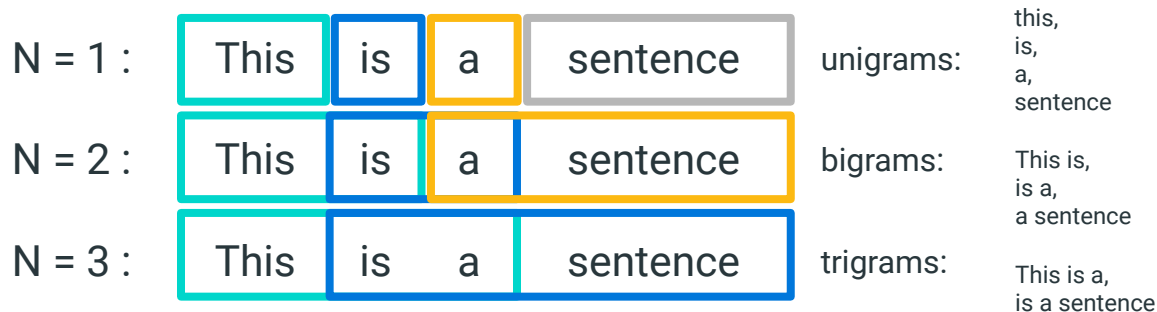 N = 1 : This is a sentence unigrams:
this,
is,
a,
sentence
N = 2 : This is a sentence bigrams:
This is,
is a,
a sentence
N = 3 : This is a sentence trigrams:
This is a,
is a sentence